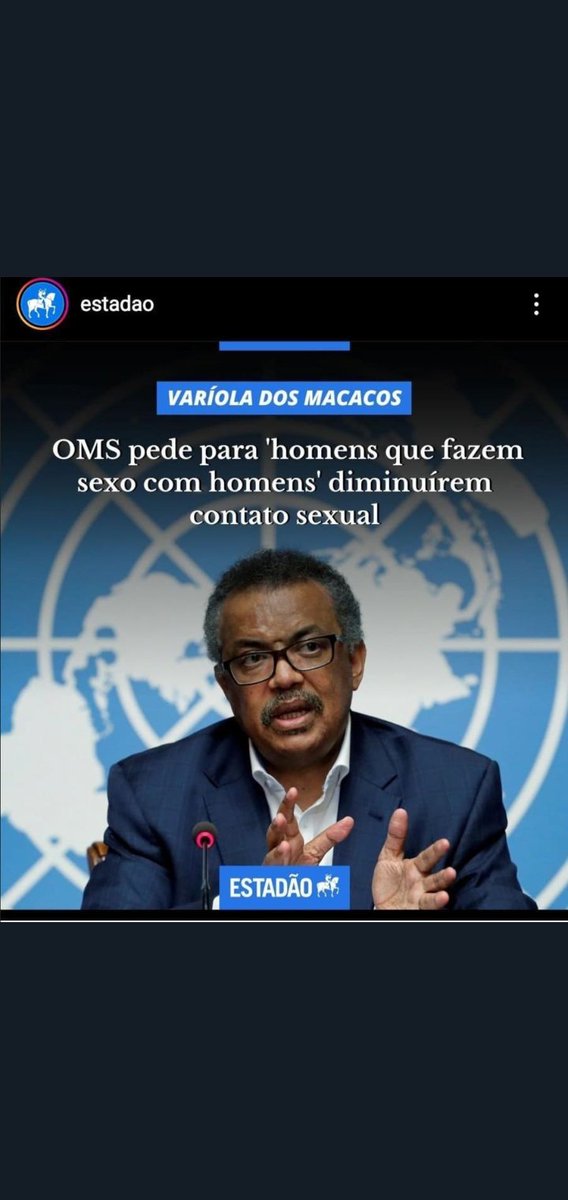 estadao
VARÍOLA DOS MACACOS
OMS pede para 'homens que fazem
sexo com homens' diminuírem
contato sexual
ESTADÃO